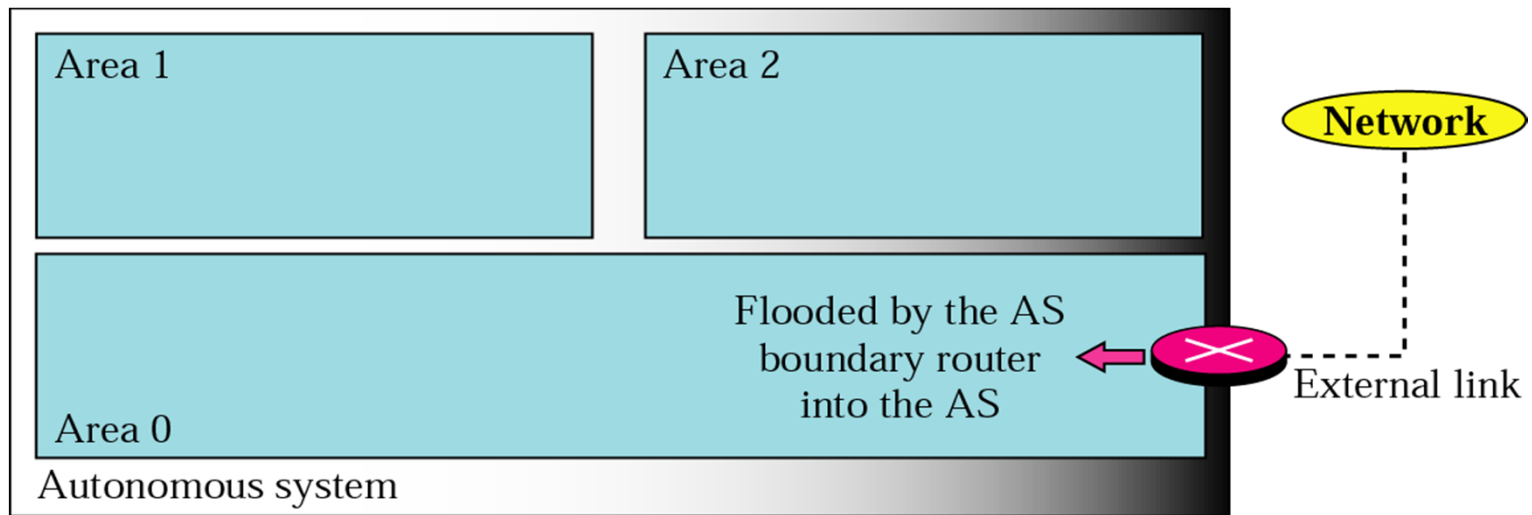 Area 1
Area 2
Network
Flooded by the AS
boundary router
into the AS
External link
Area 0
Autonomous system